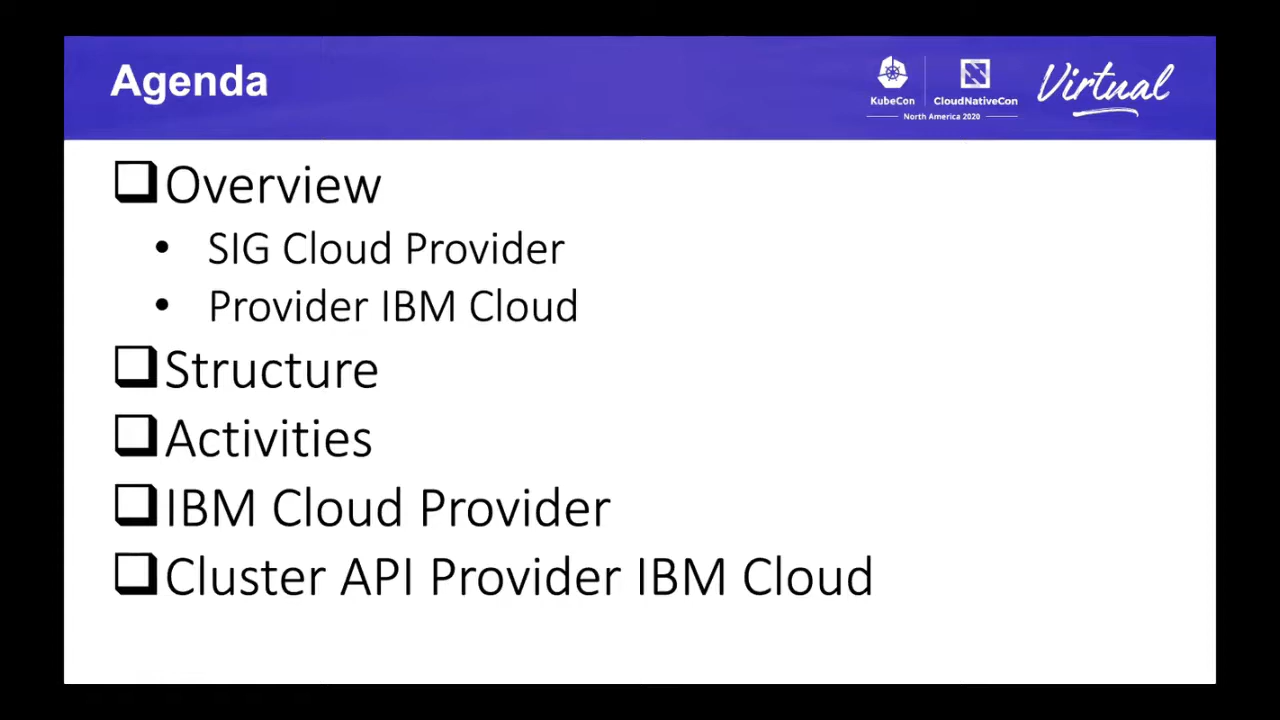 Agenda
KubeCon
CloudNativeCon
North America 2020
Virtual
Overview
• SIG Cloud Provider
• Provider IBM Cloud
Structure
Activities
IBM Cloud Provider
Cluster API Provider IBM Cloud